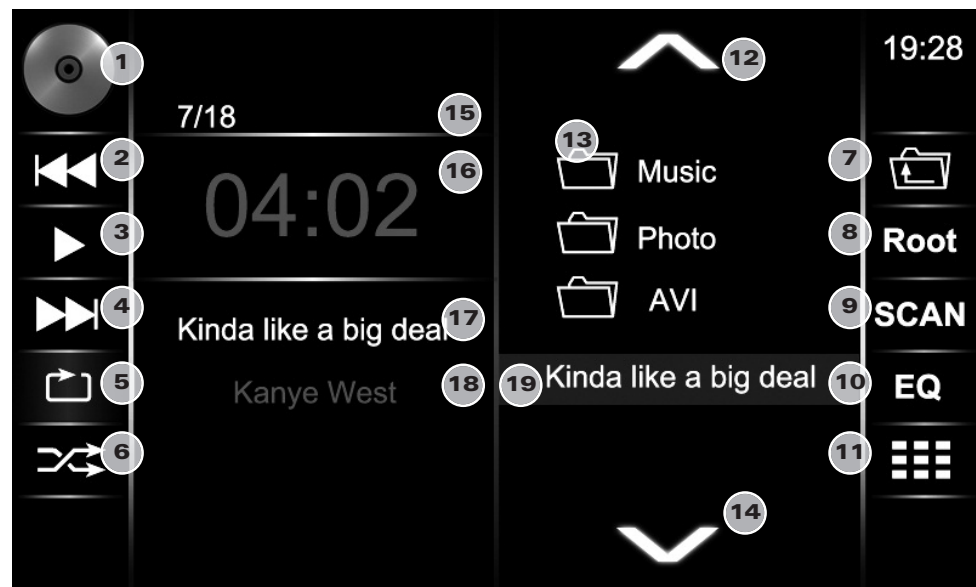 1
12
19:28
7/18
15
2
16
04:02
13
Music
7
3
Photo
8
Root
4
AVI
9
SCAN
Kinda like a big deal
17
5
Kanye West
18
19
Kinda like a big deal
10
EQ
6
11
14